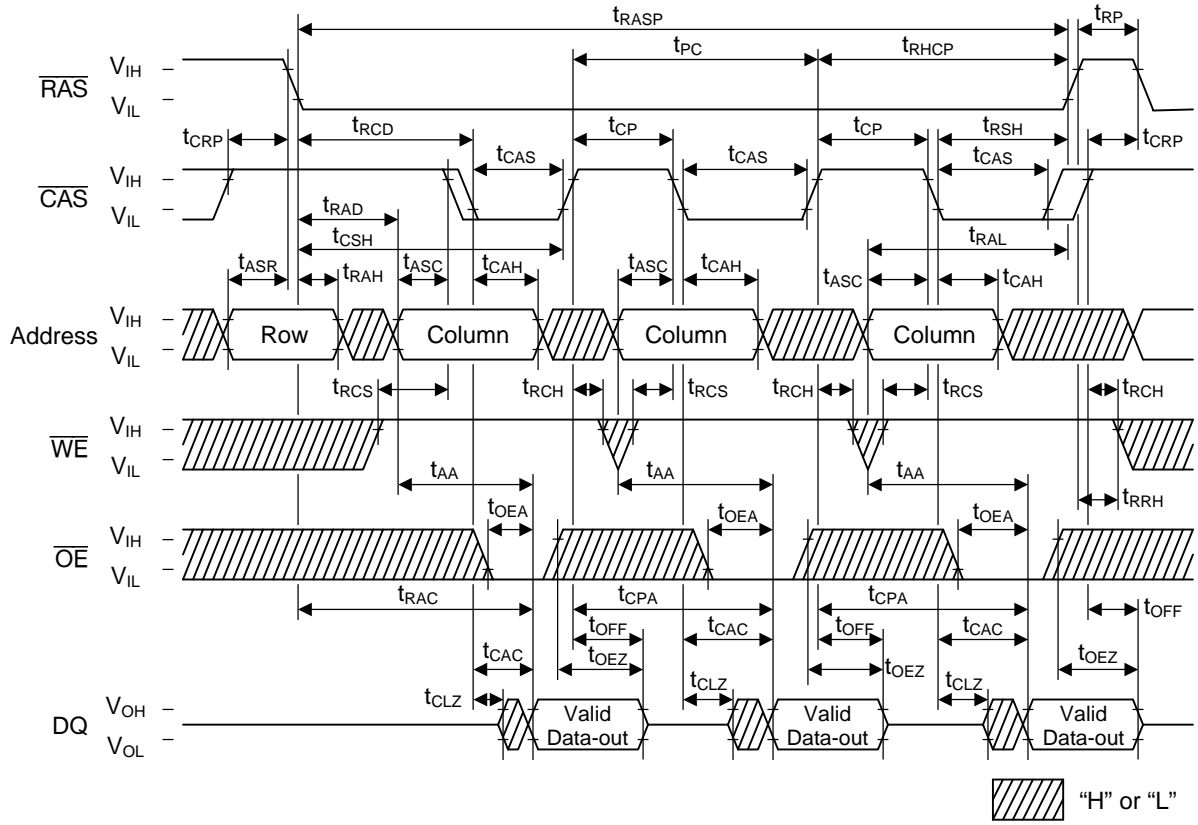 tRASP tRP
tPC tRHCP
RAS VIH
VIL
tCRP tRCD tCP tCP tRSH tCRP
tCAS tCAS tCAS
CAS VIH
VIL
tRAD
tCSH tRAL
tASR tRAH tASC tCAH tASC tCAH tASC tCAH
Address VIH
VIL
Row Column Column Column
tRCS tRCH tRCS tRCH tRCS tRCH
WE VIH
VIL
tAA tAA tAA
tRRH
tOEA tOEA tOEA
OE VIH
VIL
tRAC tCPA tCPA
tOFF tCAC tOFF tCAC tOFF
tCAC tOEZ tOEZ tOEZ
tCLZ tCLZ tCLZ
DQ VOH
VOL
Valid Data-out Valid Data-out Valid Data-out
“H” or “L”